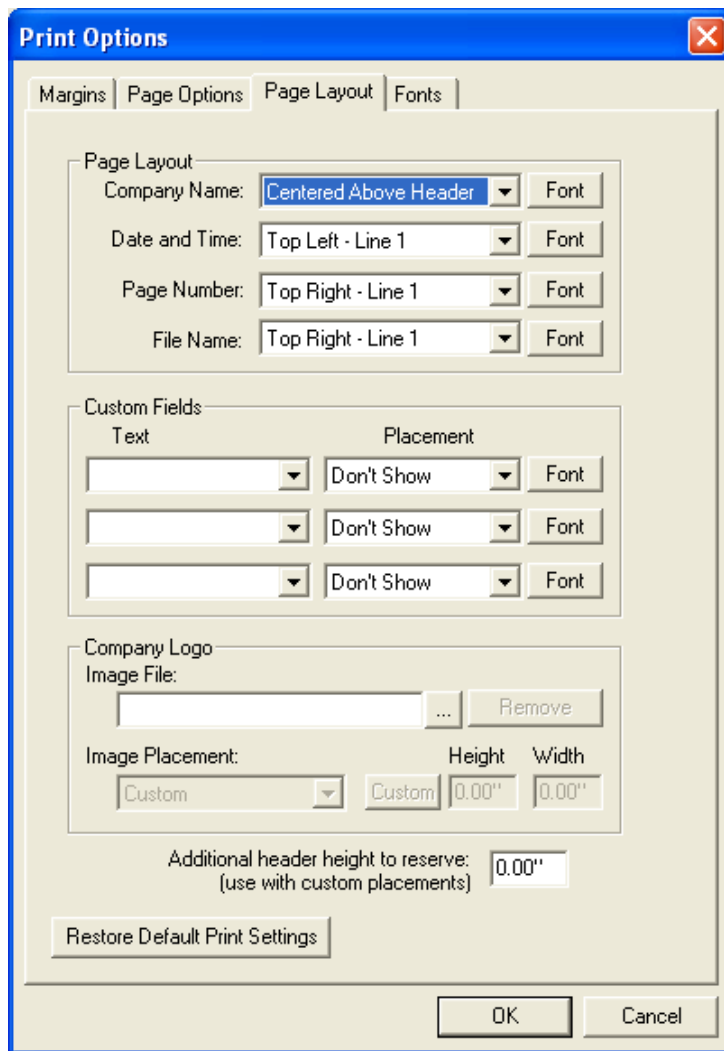 Print Options
Margins Page Options Page Layout Fonts
Page Layout
Company Name: Centered Above Header Font
Date and Time: Top Left - Line 1 Font
Page Number: Top Right - Line 1 Font
File Name: Top Right - Line 1 Font
Custom Fields
Text Placement
Don't Show Font
Don't Show Font
Don't Show Font
Company Logo
Image File:
... Remove
Image Placement: Height Width
Custom Custom 0.00" 0.00"
Additional header height to reserve: 0.00"
(use with custom placements)
Restore Default Print Settings
OK Cancel